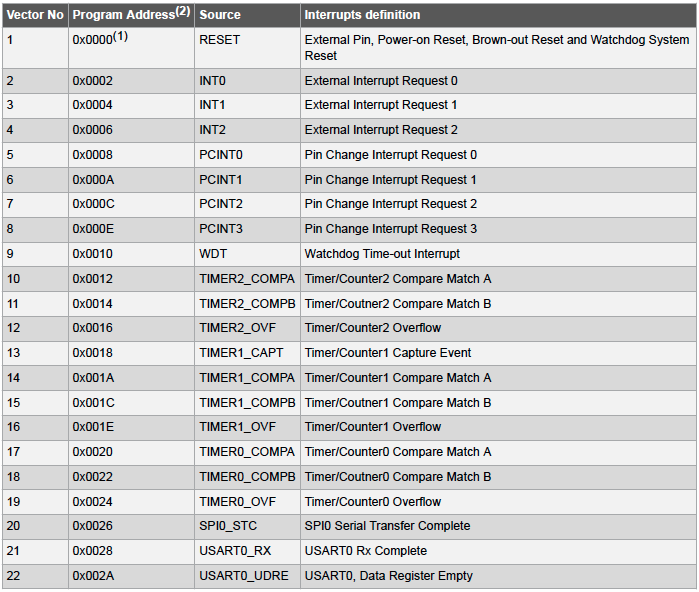 Vector No Program Address(2) Source Interrupts definition
1 0x0000(1) RESET External Pin, Power-on Reset, Brown-out Reset and Watchdog System
Reset
2 0x0002 INT0 External Interrupt Request 0
3 0x0004 INT1 External Interrupt Request 1
4 0x0006 INT2 External Interrupt Request 2
5 0x0008 PCINT0 Pin Change Interrupt Request 0
6 0x000A PCINT1 Pin Change Interrupt Request 1
7 0x000C PCINT2 Pin Change Interrupt Request 2
8 0x000E PCINT3 Pin Change Interrupt Request 3
9 0x0010 WDT Watchdog Time-out Interrupt
10 0x0012 TIMER2_COMPA Timer/Counter2 Compare Match A
11 0x0014 TIMER2_COMPB Timer/Coutner2 Compare Match B
12 0x0016 TIMER2_OVF Timer/Counter2 Overflow
13 0x0018 TIMER1_CAPT Timer/Counter1 Capture Event
14 0x001A TIMER1_COMPA Timer/Counter1 Compare Match A
15 0x001C TIMER1_COMPB Timer/Coutner1 Compare Match B
16 0x001E TIMER1_OVF Timer/Counter1 Overflow
17 0x0020 TIMER0_COMPA Timer/Counter0 Compare Match A
18 0x0022 TIMER0_COMPB Timer/Coutner0 Compare Match B
19 0x0024 TIMER0_OVF Timer/Counter0 Overflow
20 0x0026 SPI0_STC SPI0 Serial Transfer Complete
21 0x0028 USART0_RX USART0 Rx Complete
22 0x002A USART0_UDRE USART0, Data Register Empty